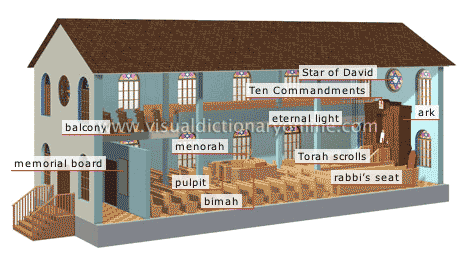 Star of David
Ten Commandments
ark
eternal light
balcony
www.visualdictionaryonline.com
menorah
memorial board
Torah scrolls
pulpit
rabbi's seat
bimah